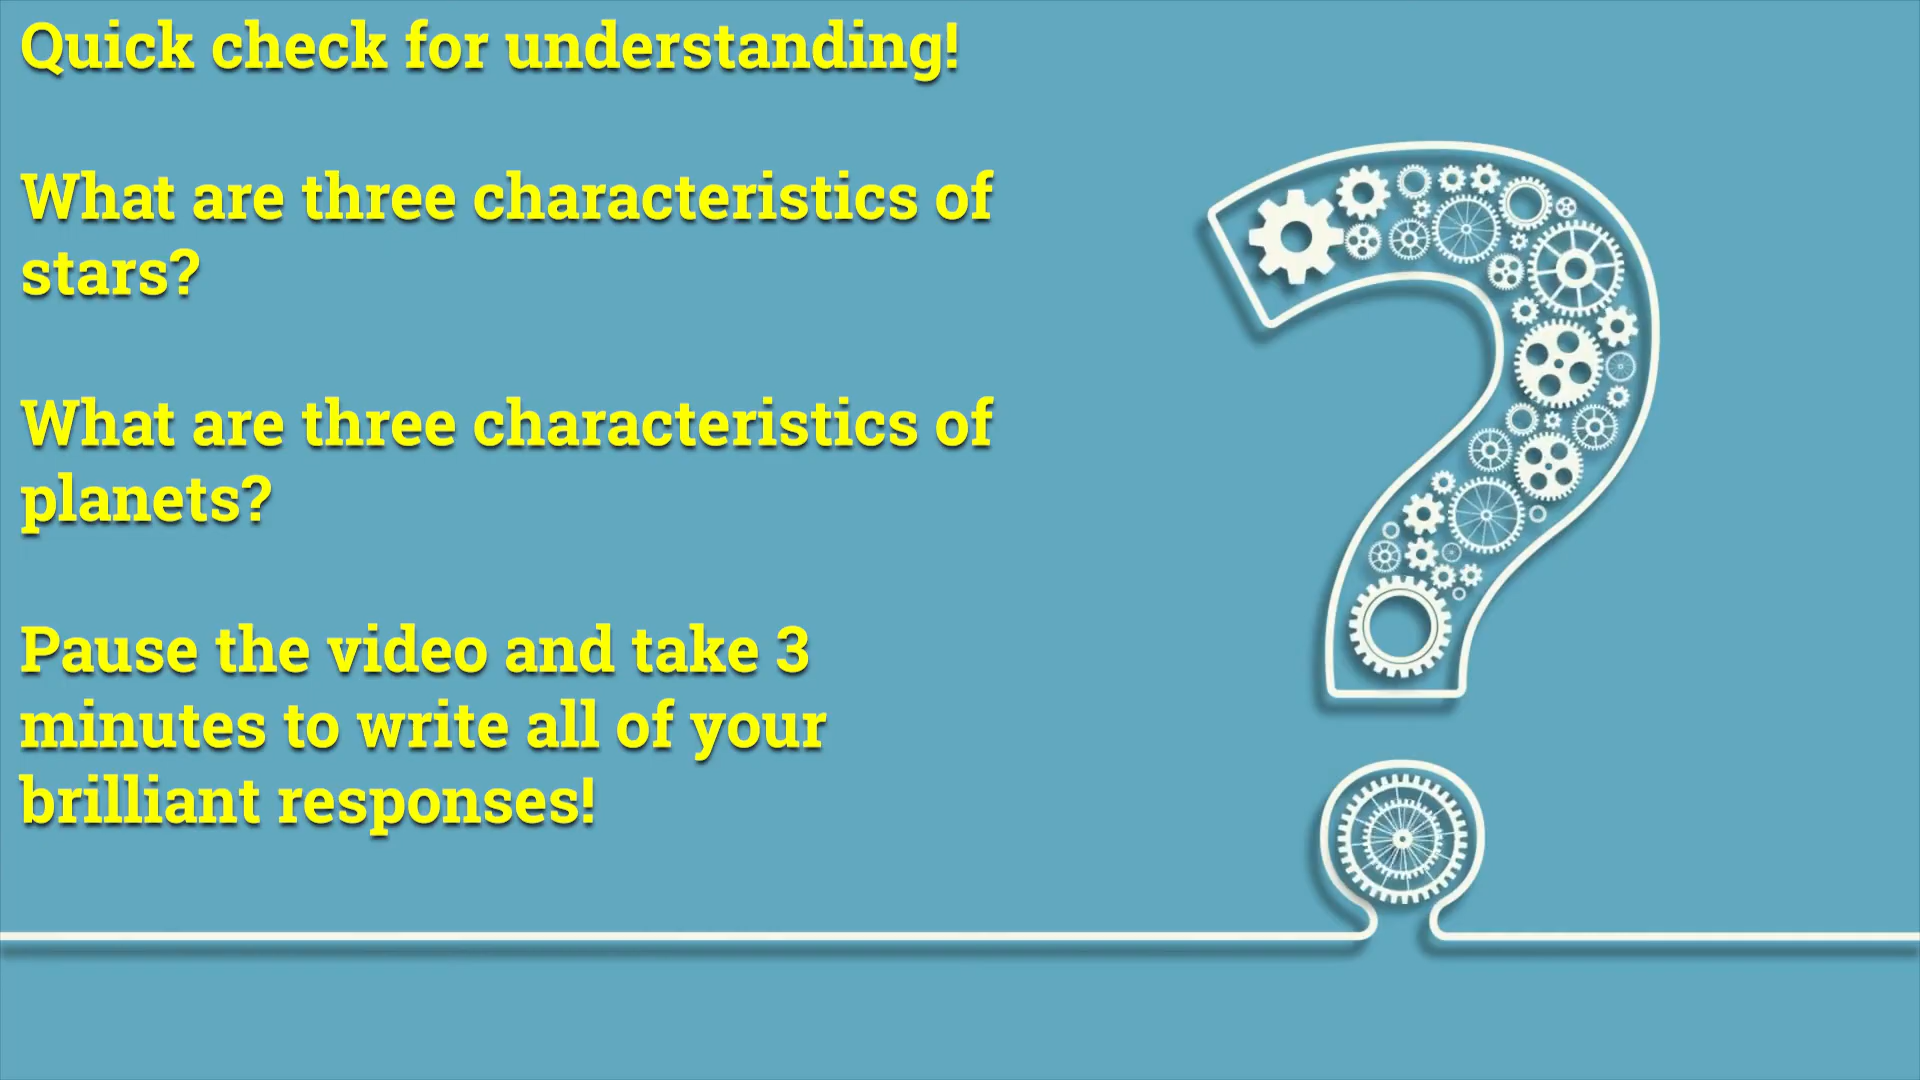 Quick check for understanding!
What are three characteristics of
stars?
What are three characteristics of
planets?
Pause the video and take 3
minutes to write all of your
brilliant responses!